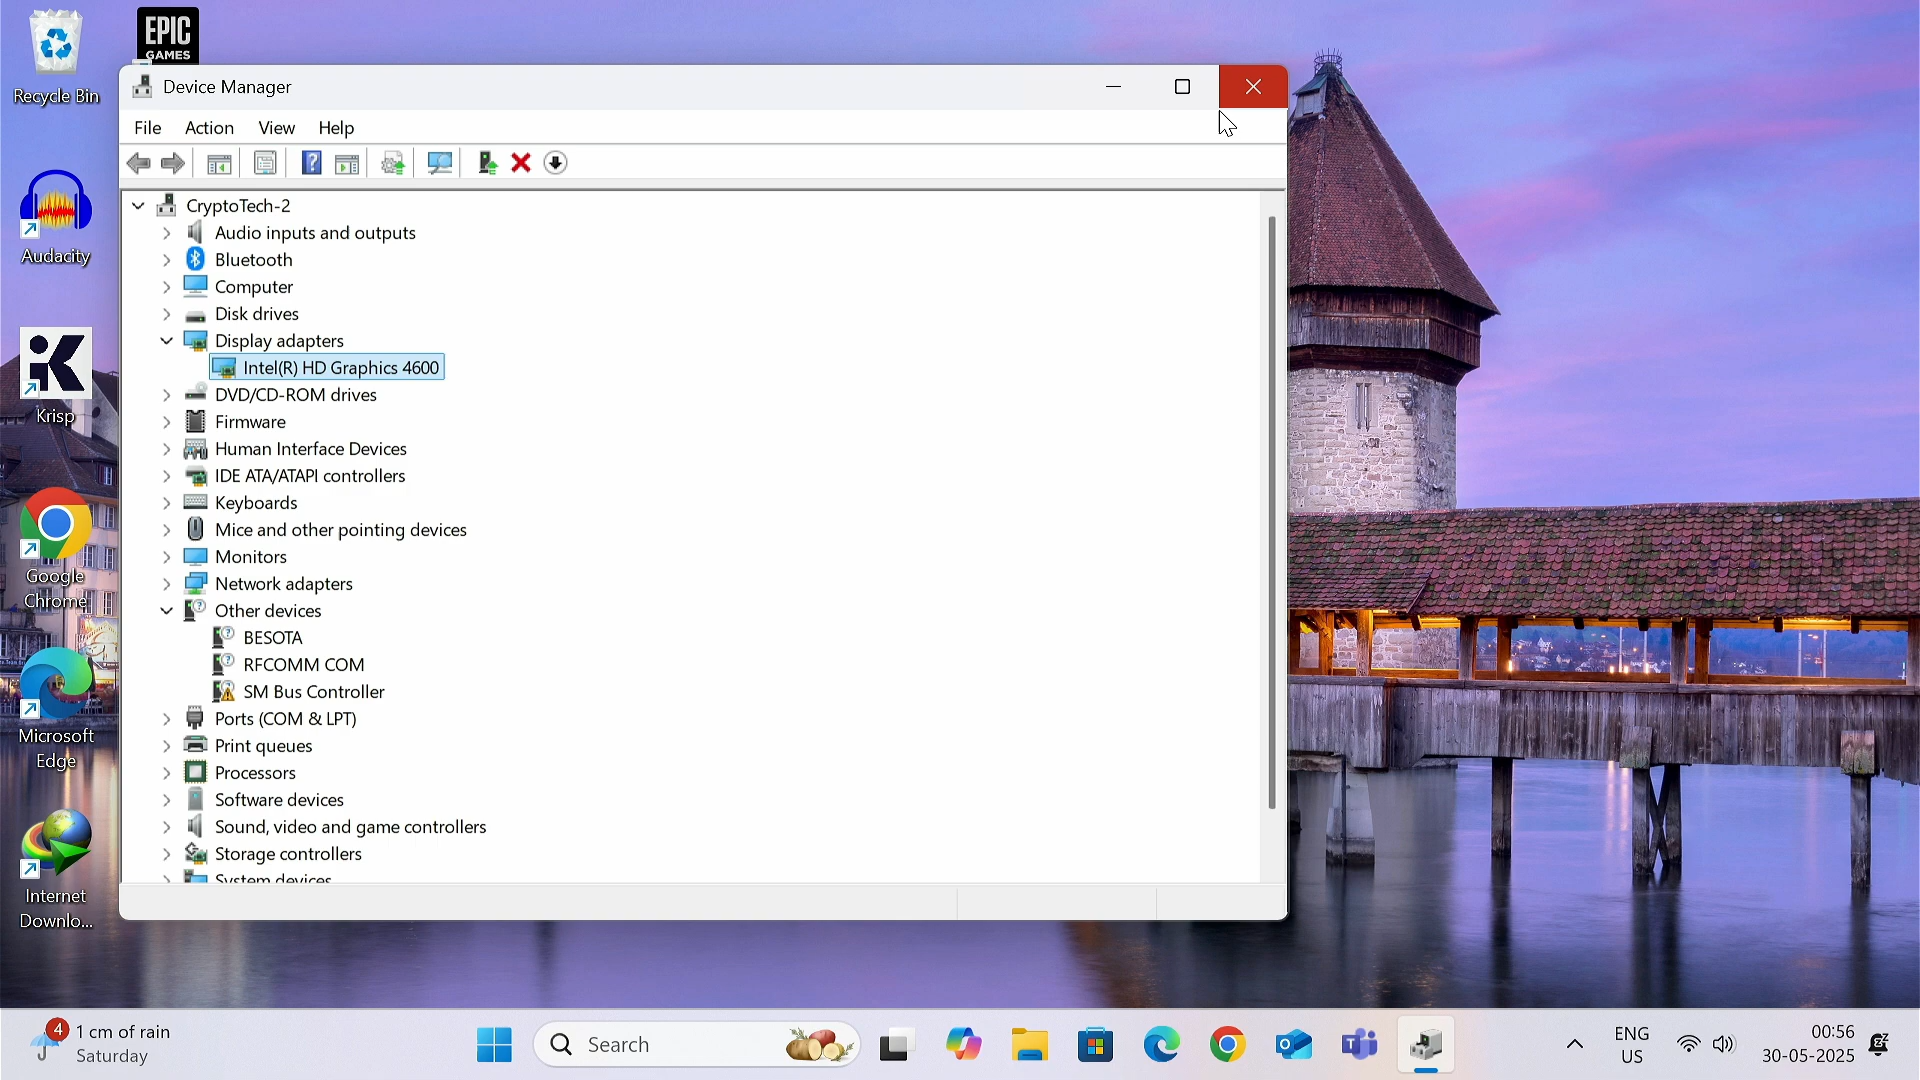 EPIC
GAMES
Recycle Bin
Audacity
Krisp
Google
Chrome
Microsoft
Edge
Internet
Downlo...
Device Manager
File Action View Help
CryptoTech-2
Audio inputs and outputs
Bluetooth
Computer
Disk drives
Display adapters
Intel(R) HD Graphics 4600
DVD/CD-ROM drives
Firmware
Human Interface Devices
IDE ATA/ATAPI controllers
Keyboards
Mice and other pointing devices
Monitors
Network adapters
Other devices
BESOTA
RFCOMM COM
SM Bus Controller
Ports (COM & LPT)
Print queues
Processors
Software devices
Sound, video and game controllers
Storage controllers
System devices
4
1 cm of rain
Saturday
Search
ENG
US
00:56
30-05-2025